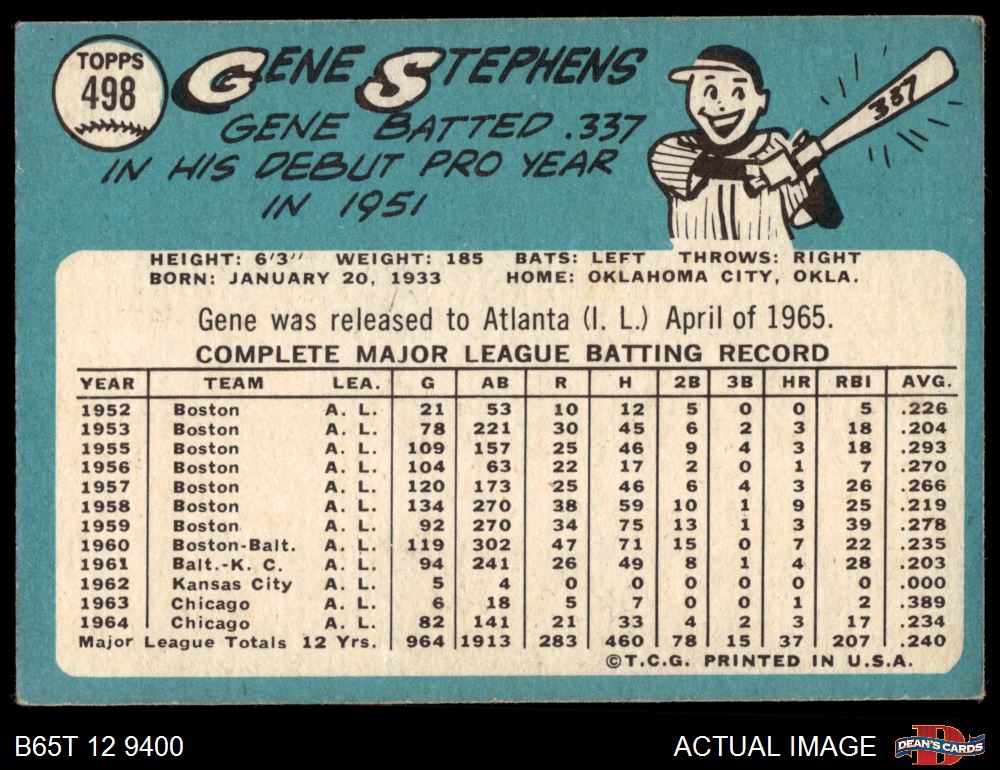 TOPPS
498
GENE STEPHENS
GENE BATTED .337
IN HIS DEBUT PRO YEAR
IN 1951
337
HEIGHT: 6'3" WEIGHT: 185 BATS: LEFT THROWS: RIGHT
BORN: JANUARY 20, 1933 HOME: OKLAHOMA CITY, OKLA.
Gene was released to Atlanta (I. L.) April of 1965.
COMPLETE MAJOR LEAGUE BATTING RECORD
YEAR TEAM LEA. G AB R H 2B 3B HR RBI AVG.
1952 Boston A. L. 21 53 10 12 5 0 0 5 .226
1953 Boston A. L. 78 221 30 45 6 2 3 18 .204
1955 Boston A. L. 109 157 25 46 9 4 3 18 .293
1956 Boston A. L. 104 63 22 17 2 0 1 7 .270
1957 Boston A. L. 120 173 25 46 6 4 3 26 .266
1958 Boston A. L. 134 270 38 59 10 1 9 25 .219
1959 Boston A. L. 92 270 34 75 13 1 3 39 .278
1960 Boston-Balt. A. L. 119 302 47 71 15 0 7 22 .235
1961 Balt.-K. C. A. L. 94 241 26 49 8 1 4 28 .203
1962 Kansas City A. L. 5 4 0 0 0 0 0 0 .000
1963 Chicago A. L. 6 18 5 7 0 0 1 2 .389
1964 Chicago A. L. 82 141 21 33 4 2 3 17 .234
Major League Totals 12 Yrs. 964 1913 283 460 78 15 37 207 .240
©T.C.G. PRINTED IN U.S.A.
B65T 12 9400
ACTUAL IMAGE
D
DEAN'S CARDS